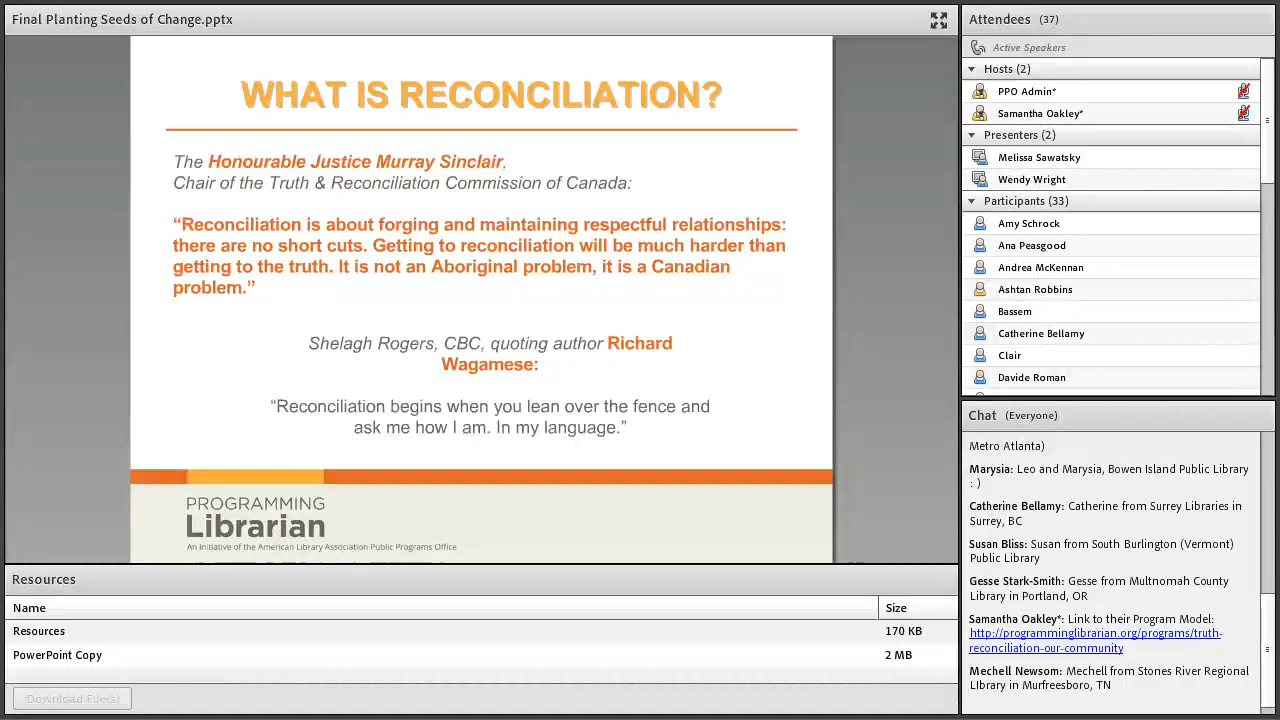 Final Planting Seeds of Change.pptx
WHAT IS RECONCILIATION?
The Honourable Justice Murray Sinclair,
Chair of the Truth & Reconciliation Commission of Canada:
“Reconciliation is about forging and maintaining respectful relationships:
there are no short cuts. Getting to reconciliation will be much harder than
getting to the truth. It is not an Aboriginal problem, it is a Canadian
problem.”
Shelagh Rogers, CBC, quoting author Richard
Wagamese:
“Reconciliation begins when you lean over the fence and
ask me how I am. In my language.”
PROGRAMMING
Librarian
An Initiative of the American Library Association Public Programs Office
Resources
Name
Size
Resources
170 KB
PowerPoint Copy
2 MB
Download File(s)
Attendees (37)
Active Speakers
Hosts (2)
PPO Admin*
Samantha Oakley*
Presenters (2)
Melissa Sawatsky
Wendy Wright
Participants (33)
Amy Schrock
Ana Peasgood
Andrea McKennan
Ashtan Robbins
Bassem
Catherine Bellamy
Clair
Davide Roman
Chat (Everyone)
Metro Atlanta)
Marysia: Leo and Marysia, Bowen Island Public Library
: )
Catherine Bellamy: Catherine from Surrey Libraries in
Surrey, BC
Susan Bliss: Susan from South Burlington (Vermont)
Public Library
Gesse Stark-Smith: Gesse from Multnomah County
Library in Portland, OR
Samantha Oakley*: Link to their Program Model:
http://programminglibrarian.org/programs/truth-
reconciliation-our-community
Mechell Newsom: Mechell from Stones River Regional
Library in Murfreesboro, TN